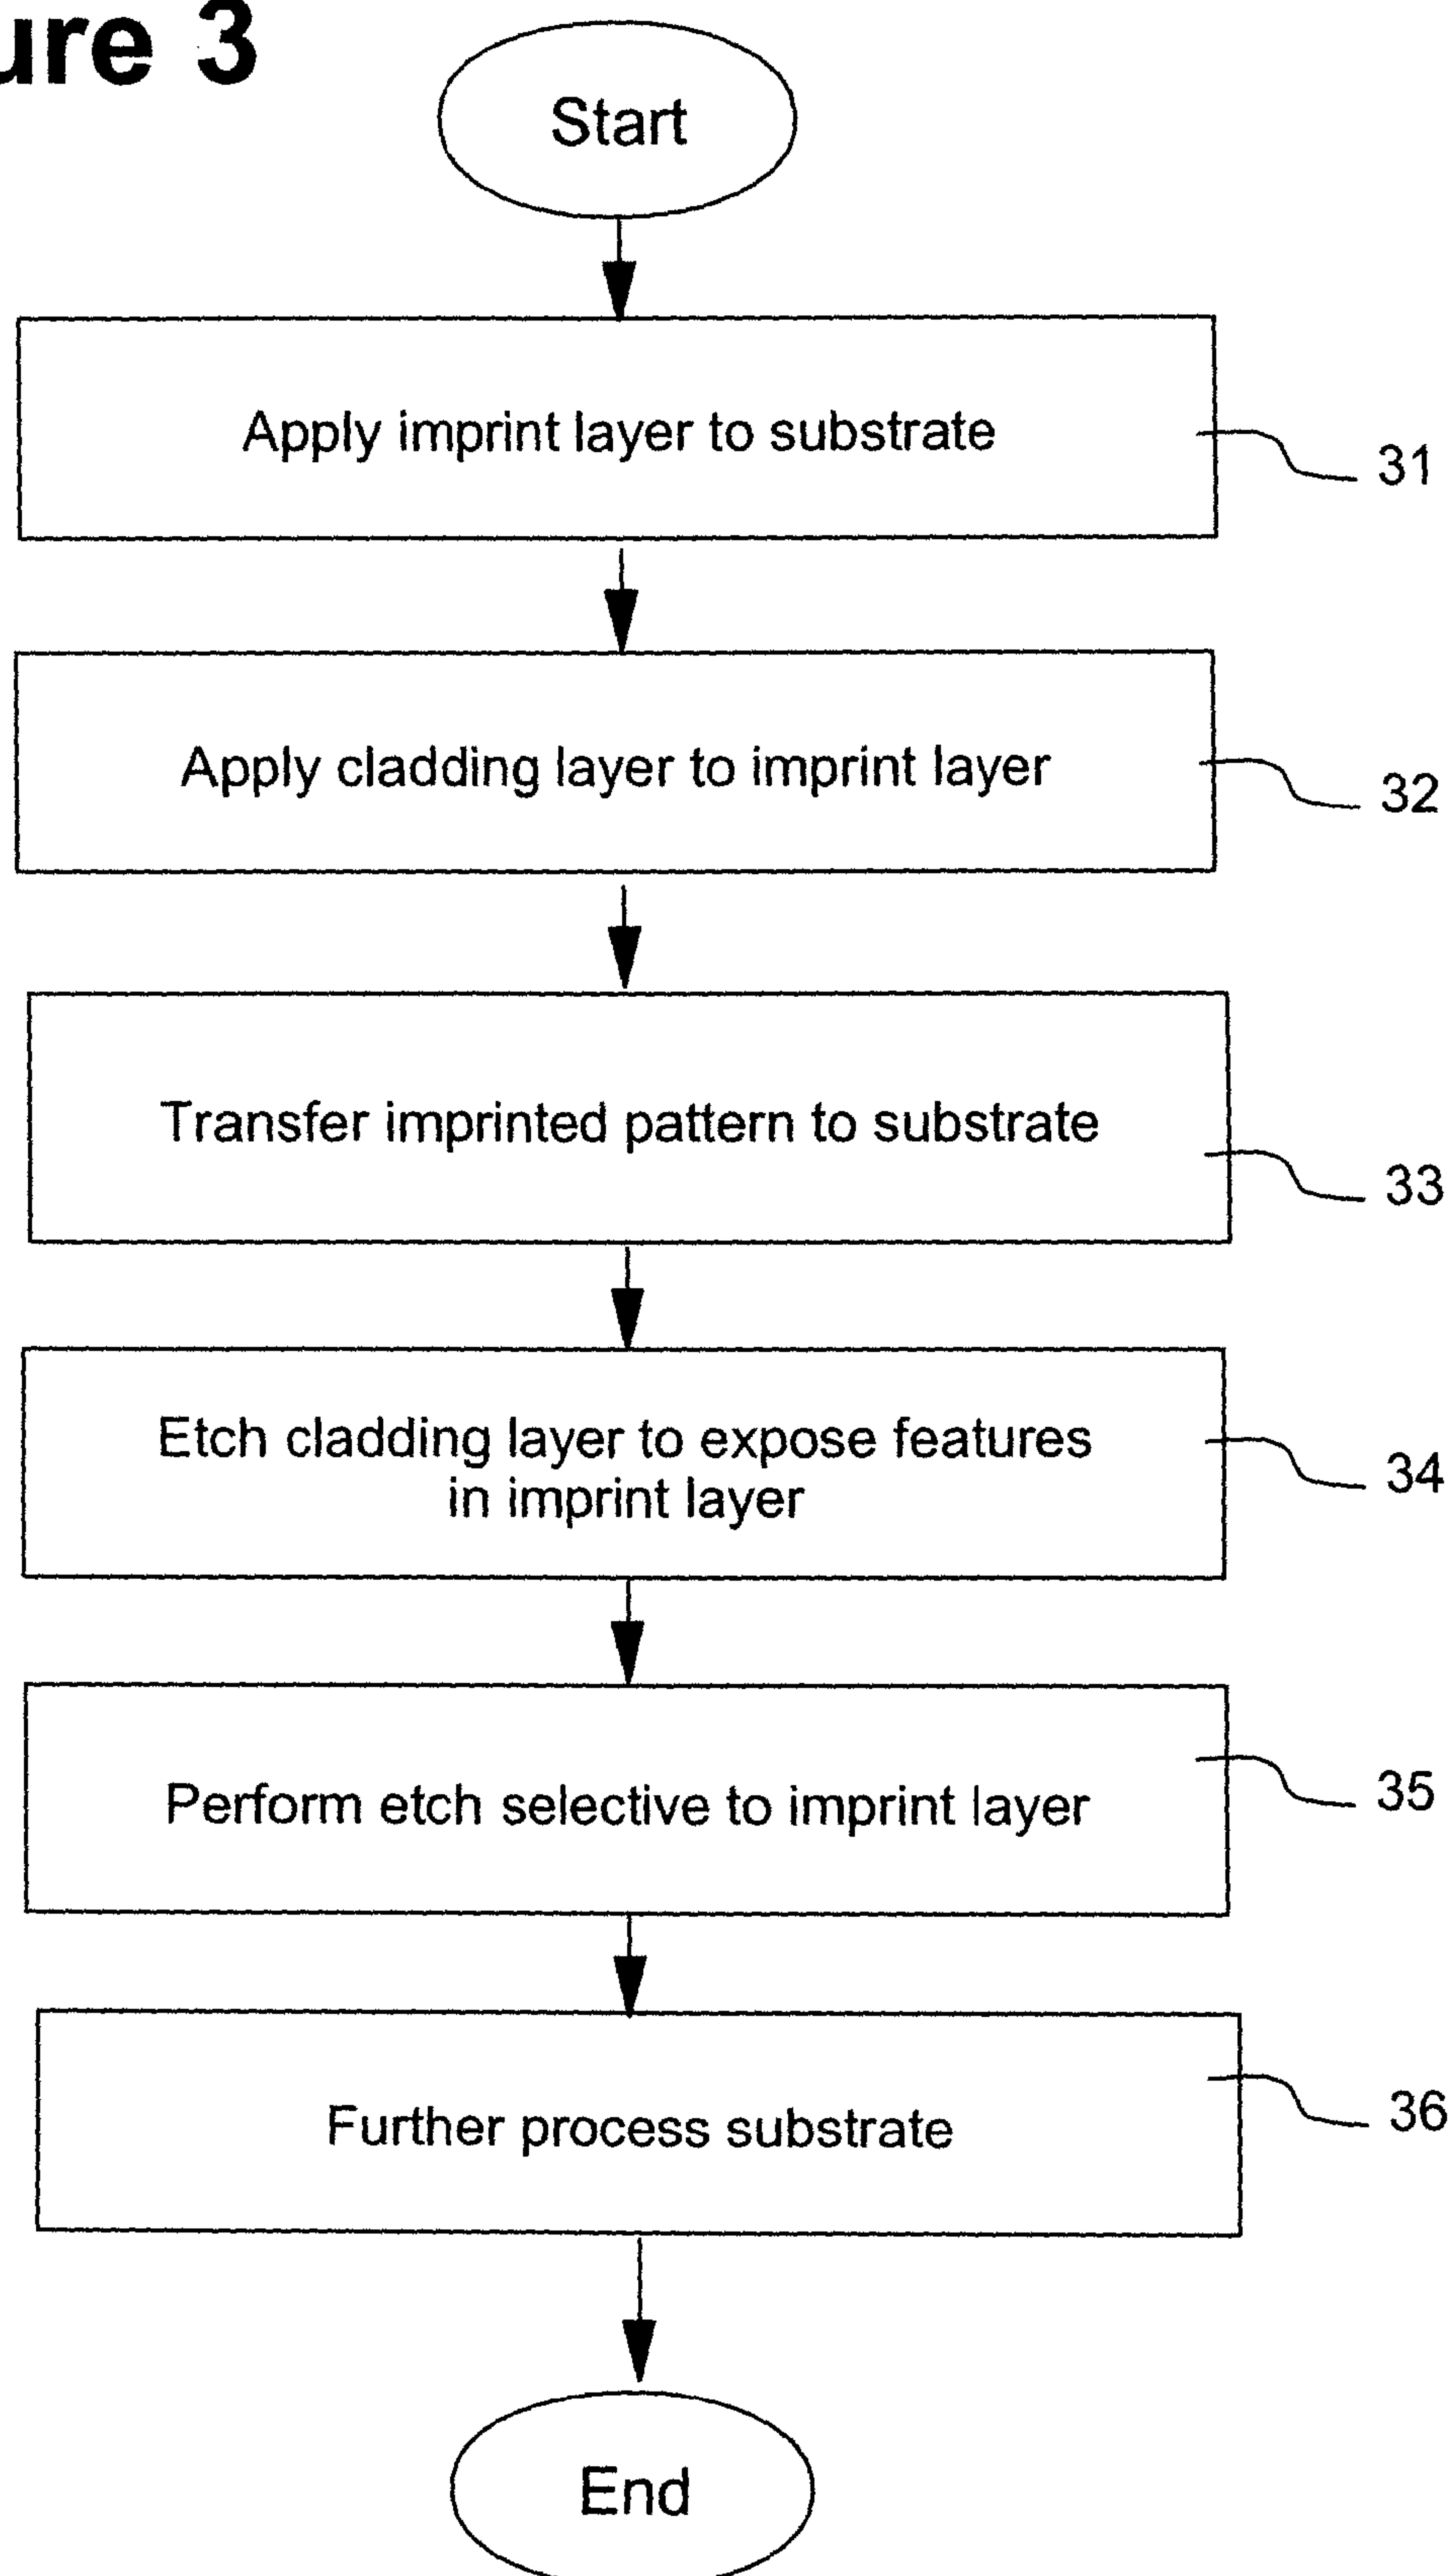 ure 3
Start
Apply imprint layer to substrate
31
Apply cladding layer to imprint layer
32
Transfer imprinted pattern to substrate
33
Etch cladding layer to expose features
in imprint layer
34
Perform etch selective to imprint layer
35
Further process substrate
36
End